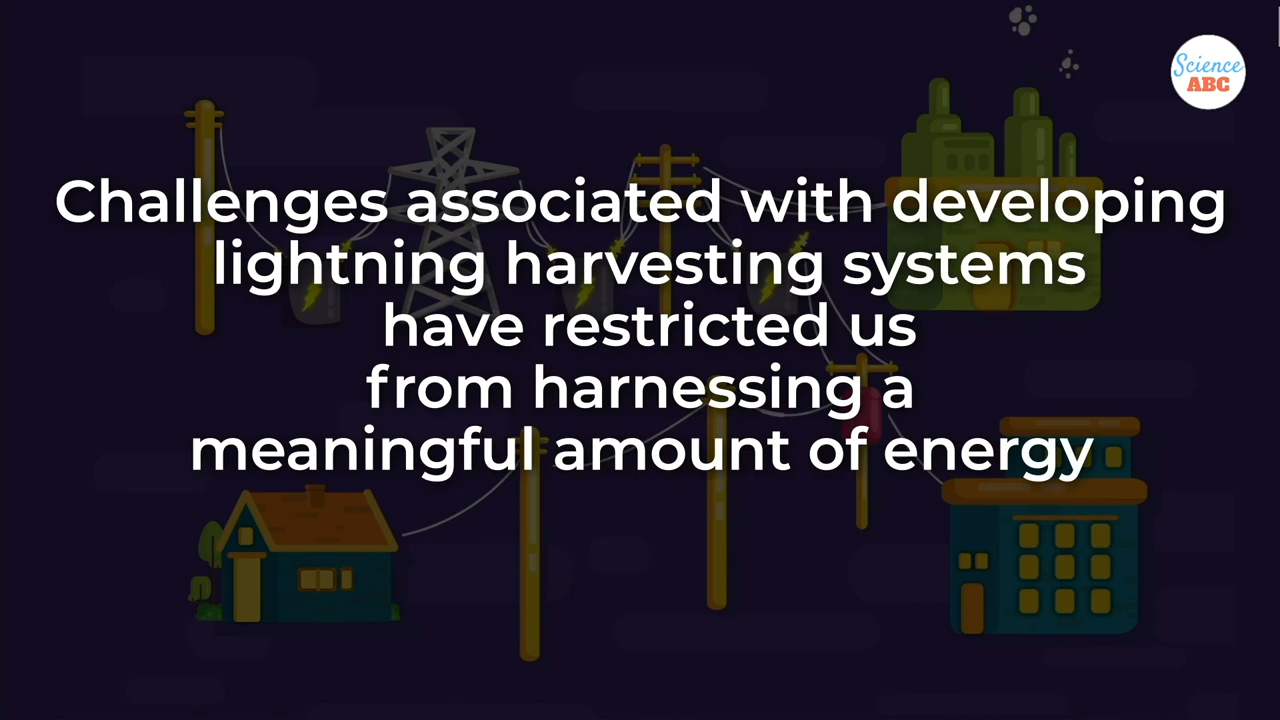 Science
ABC
Challenges associated with developing
lightning harvesting systems
have restricted us
from harnessing a
meaningful amount of energy